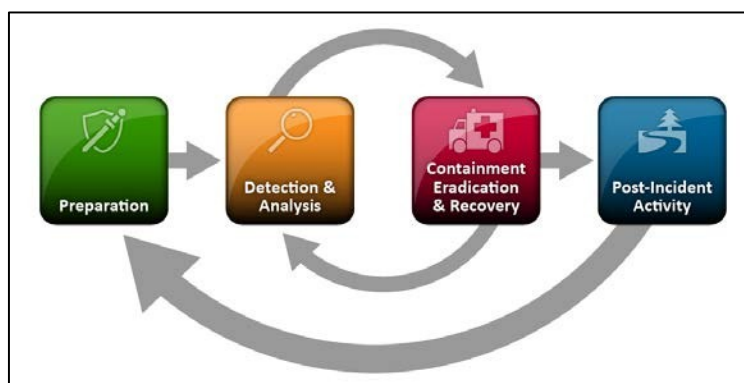 Preparation
Detection &
Analysis
Containment
Eradication
& Recovery
Post-Incident
Activity